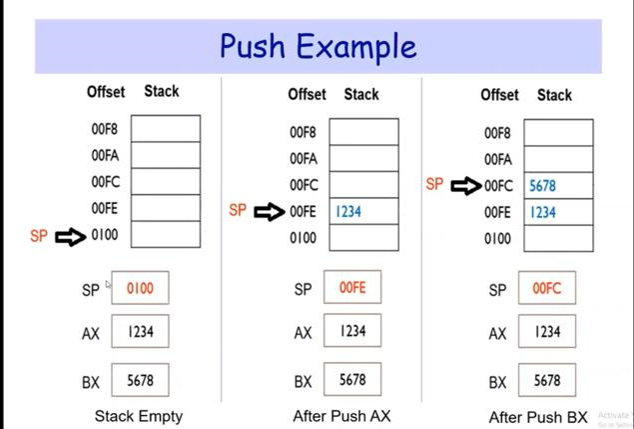 Push Example
Offset Stack
00F8
00FA
00FC
00FE
SP 0100
SP 0100
AX 1234
BX 5678
Stack Empty
Offset Stack
00F8
00FA
00FC
SP 00FE 1234
0100
SP 00FE
AX 1234
BX 5678
After Push AX
Offset Stack
00F8
00FA
SP 00FC 5678
00FE 1234
0100
SP 00FC
AX 1234
BX 5678
After Push BX
Activate